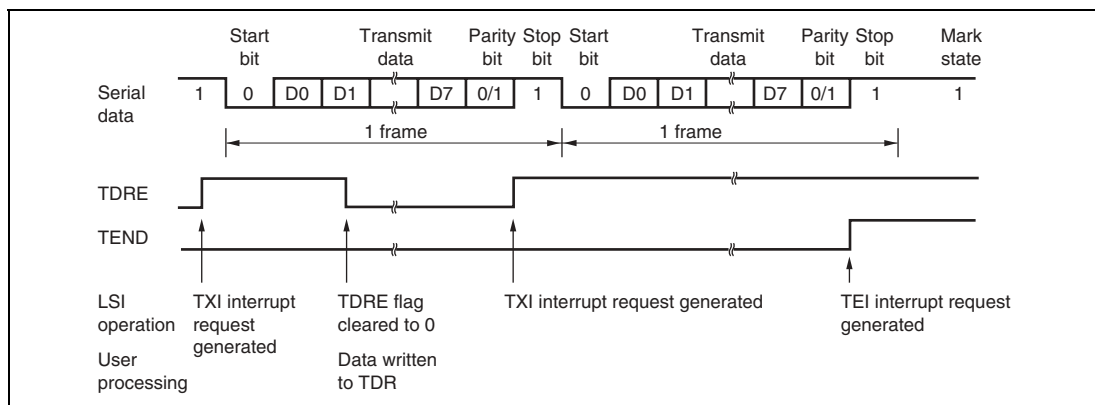 Start bit Transmit data Parity bit Stop bit Start bit Transmit data Parity bit Stop bit Mark state
Serial data 1 0 D0 D1 D7 0/1 1 0 D0 D1 D7 0/1 1 1
1 frame 1 frame
TDRE
TEND
LSI operation TXI interrupt request generated TDRE flag cleared to 0 TXI interrupt request generated TEI interrupt request generated
User processing Data written to TDR